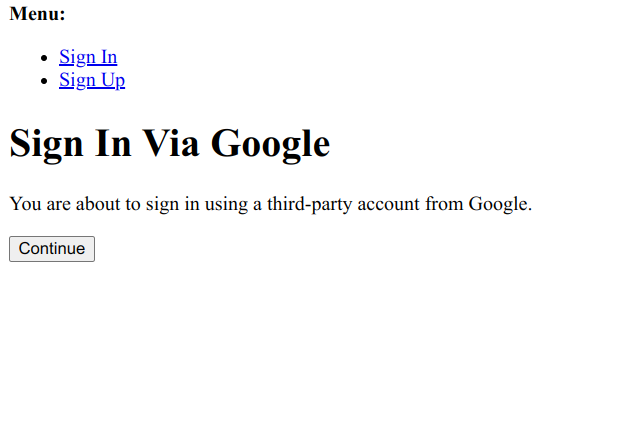 Menu:
Sign In
Sign Up
Sign In Via Google
You are about to sign in using a third-party account from Google.
Continue